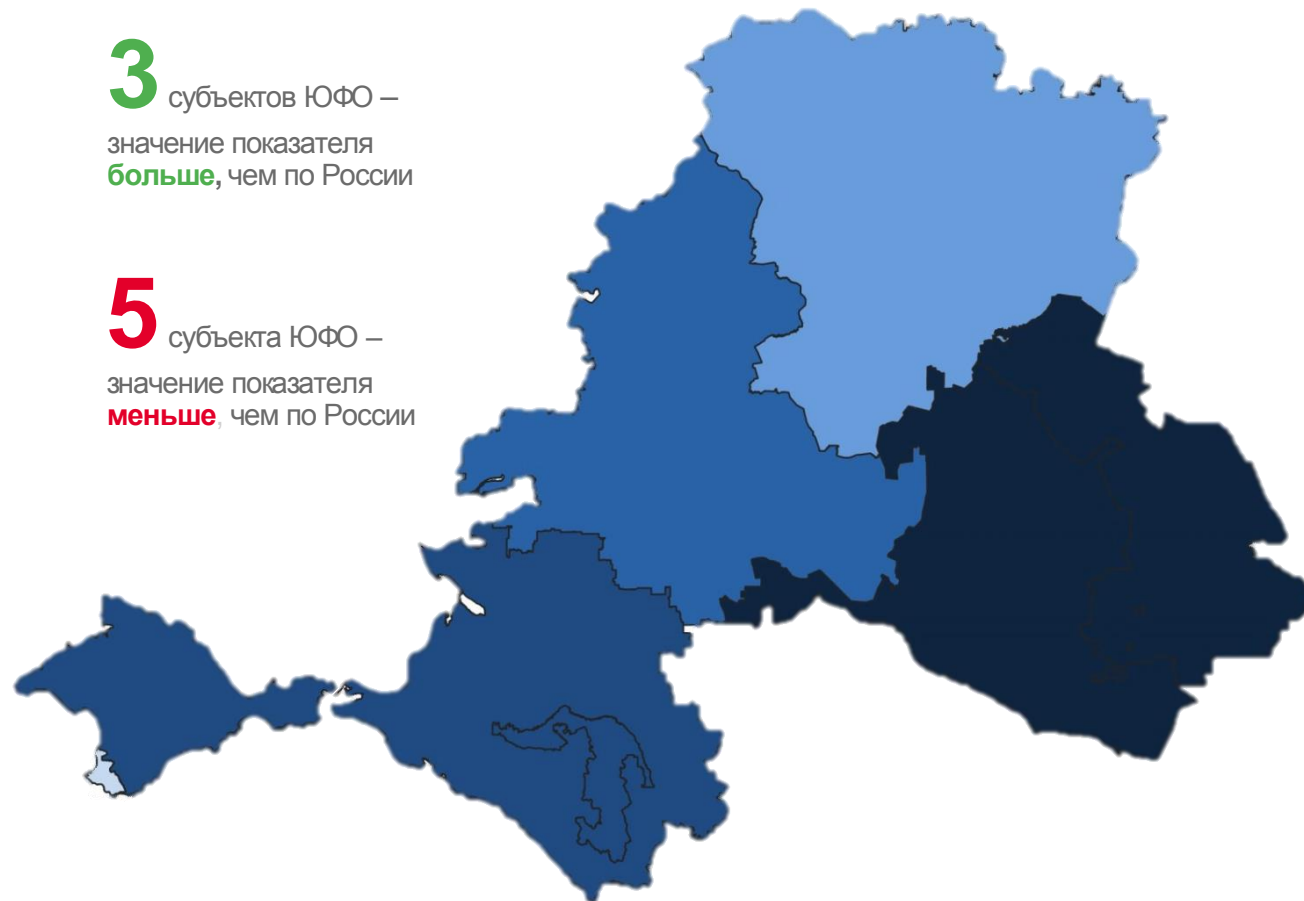 3 субъектов ЮФО –
значение показателя
больше, чем по России
5 субъекта ЮФО –
значение показателя
меньше, чем по России